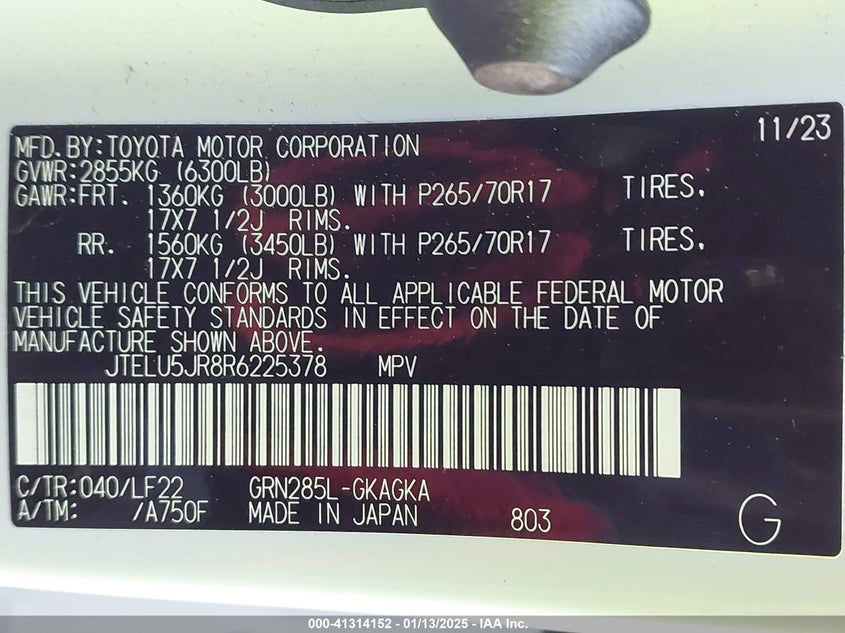 11/23
MFD. BY: TOYOTA MOTOR CORPORATION
GVWR: 2855KG (6300LB)
GAWR: FRT. 1360KG (3000LB) WITH P265/70R17 TIRES.
17X7 1/2J RIMS.
RR. 1560KG (3450LB) WITH P265/70R17 TIRES.
17X7 1/2J RIMS.
THIS VEHICLE CONFORMS TO ALL APPLICABLE FEDERAL MOTOR
VEHICLE SAFETY STANDARDS IN EFFECT ON THE DATE OF
MANUFACTURE SHOWN ABOVE.
JTELU5JR8R6225378 MPV
C/TR: 040/LF22 GRN285L-GKAGKA
A/TM: /A750F MADE IN JAPAN 803 G
000-41314152 - 01/13/2025 - IAA Inc.